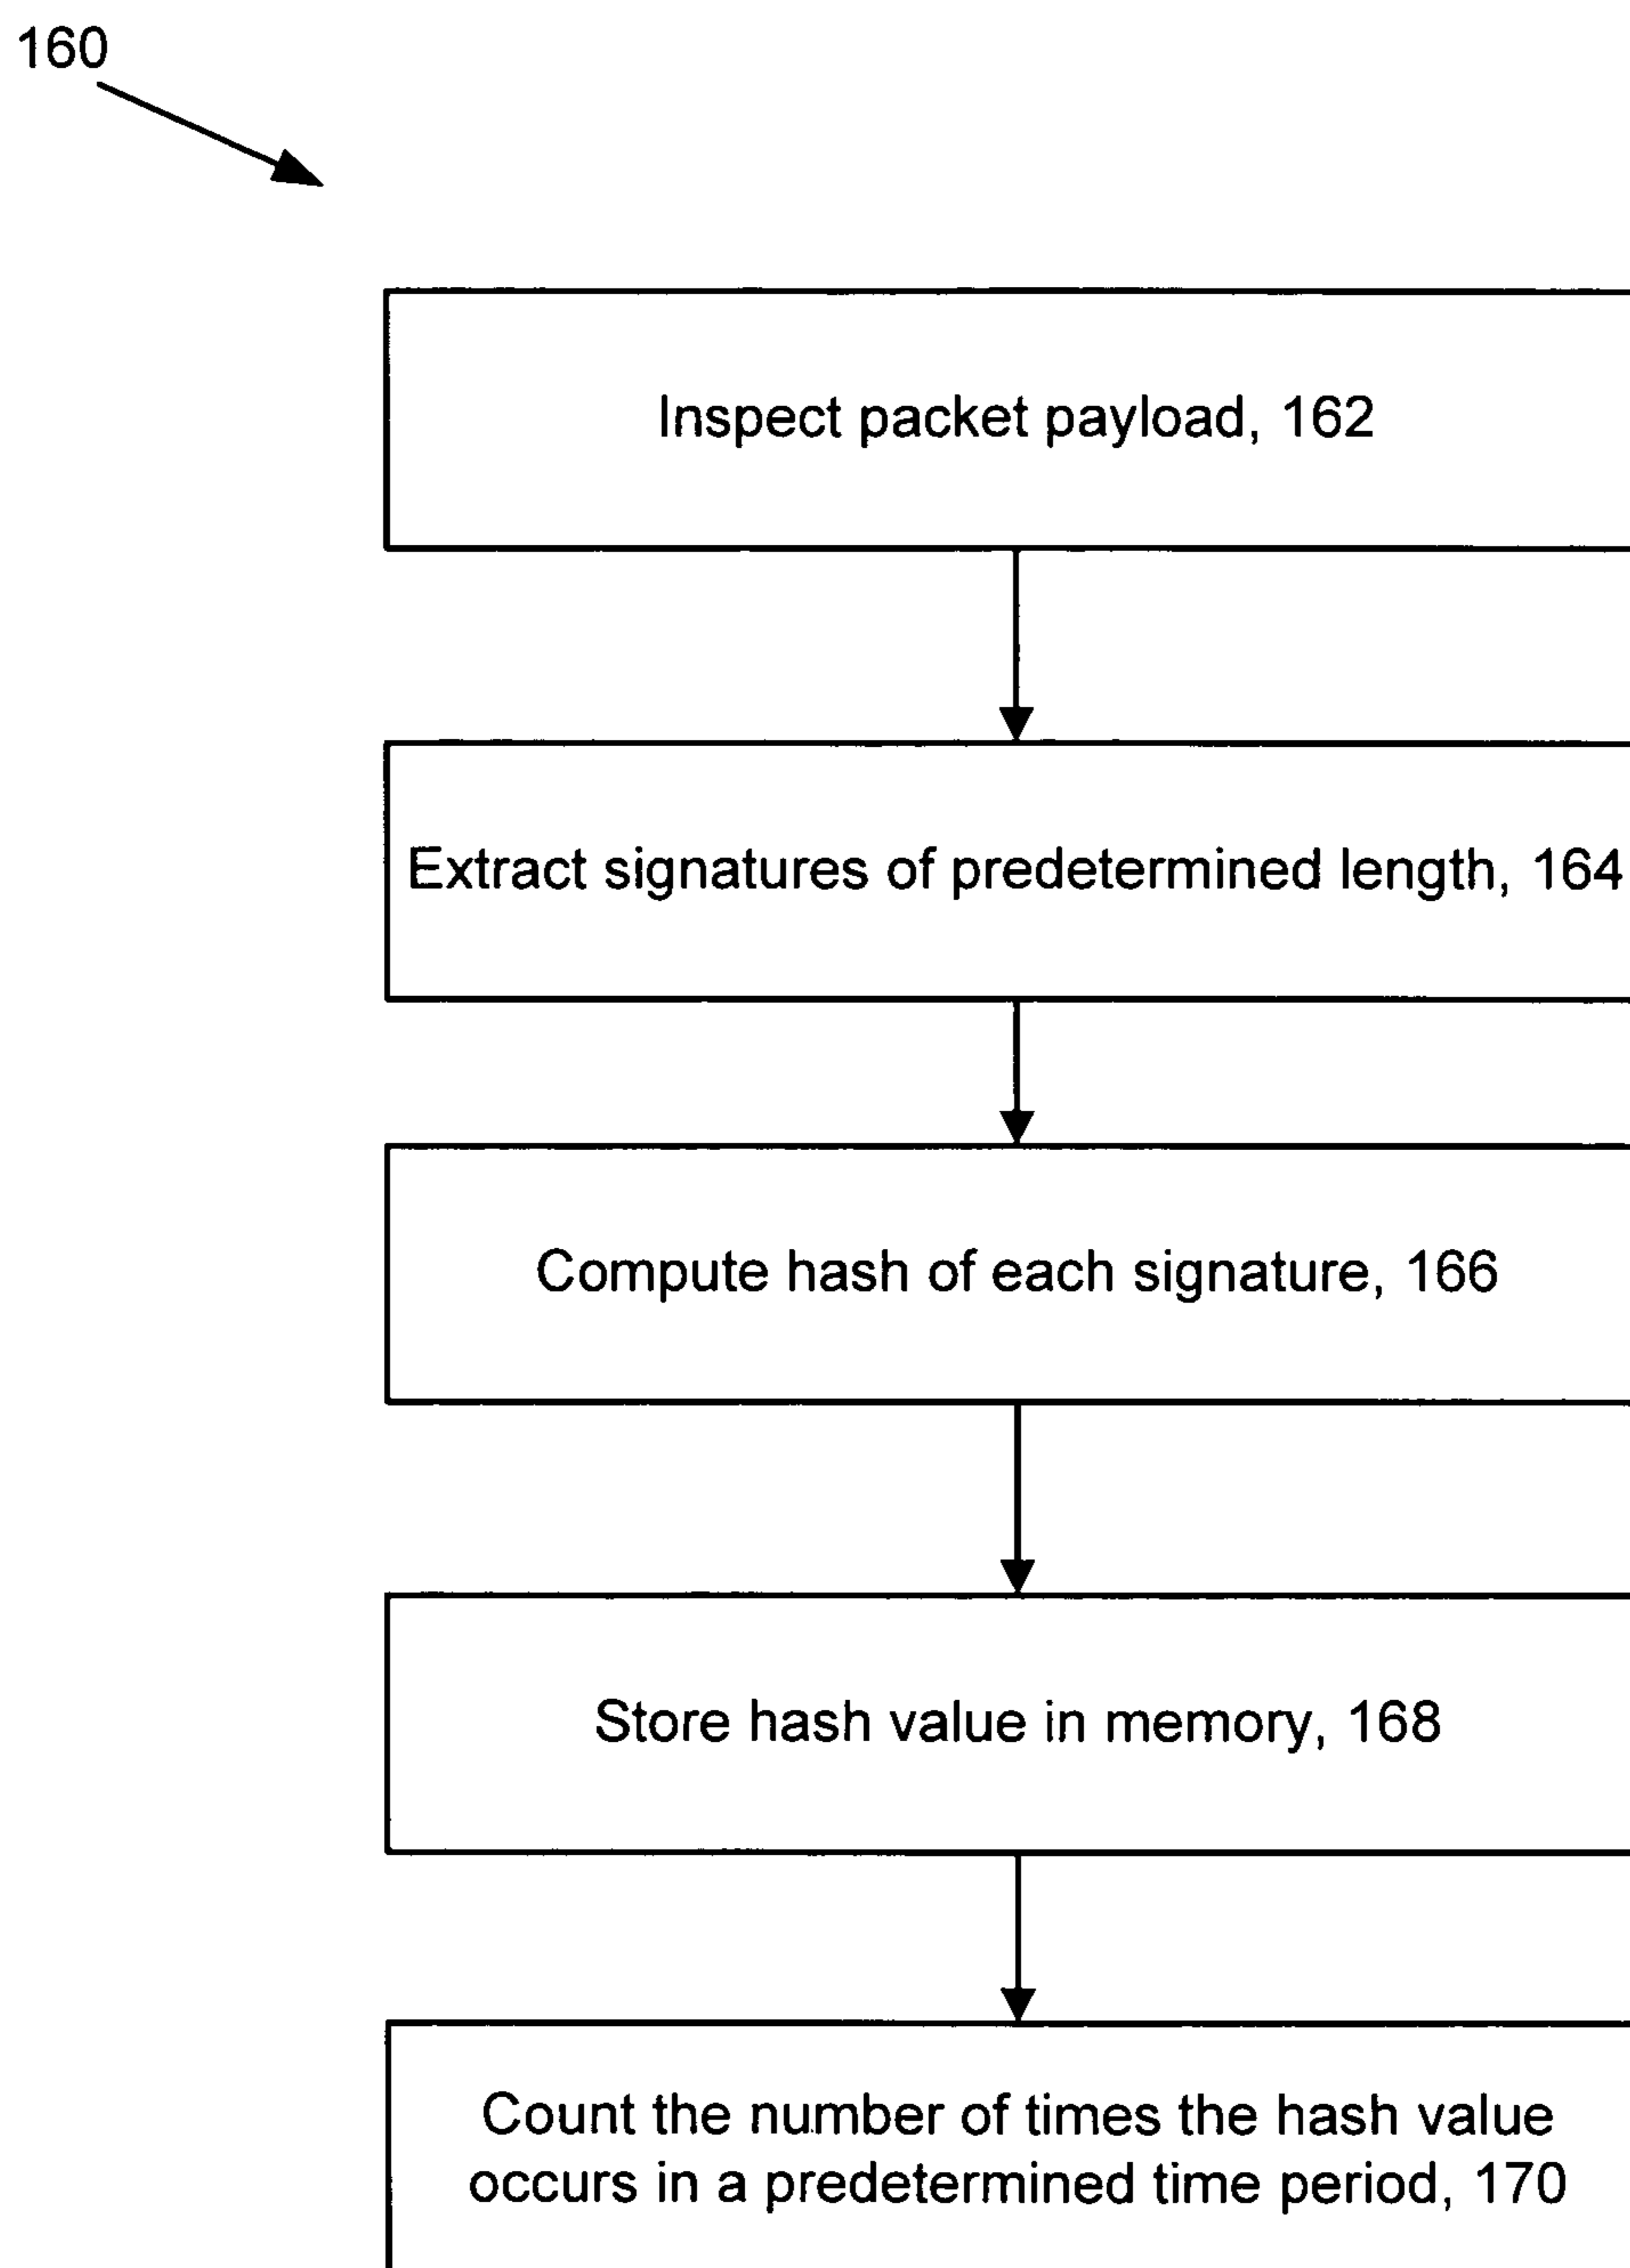 160
Inspect packet payload, 162
Extract signatures of predetermined length, 164
Compute hash of each signature, 166
Store hash value in memory, 168
Count the number of times the hash value
occurs in a predetermined time period, 170